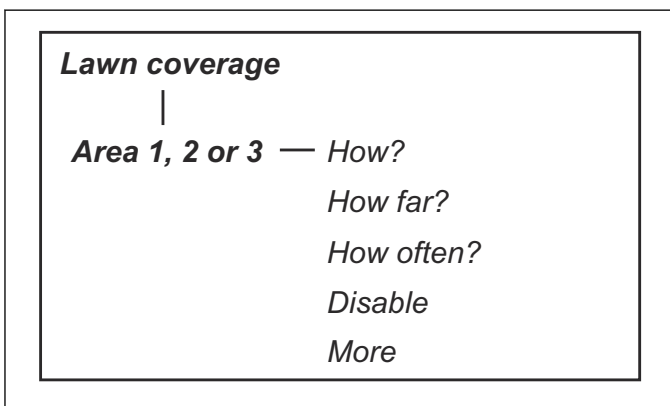 Lawn coverage
Area 1, 2 or 3 — How?
How far?
How often?
Disable
More